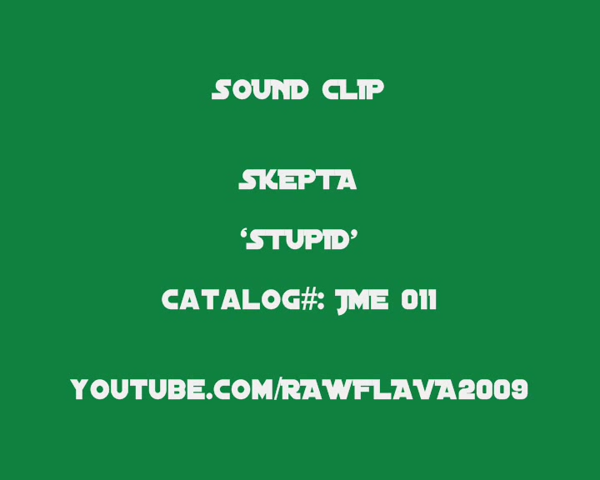 SOUND CLIP
SKEPTA
'STUPID'
CATALOG#: JME 011
YOUTUBE.COM/RAWFLAVA2009